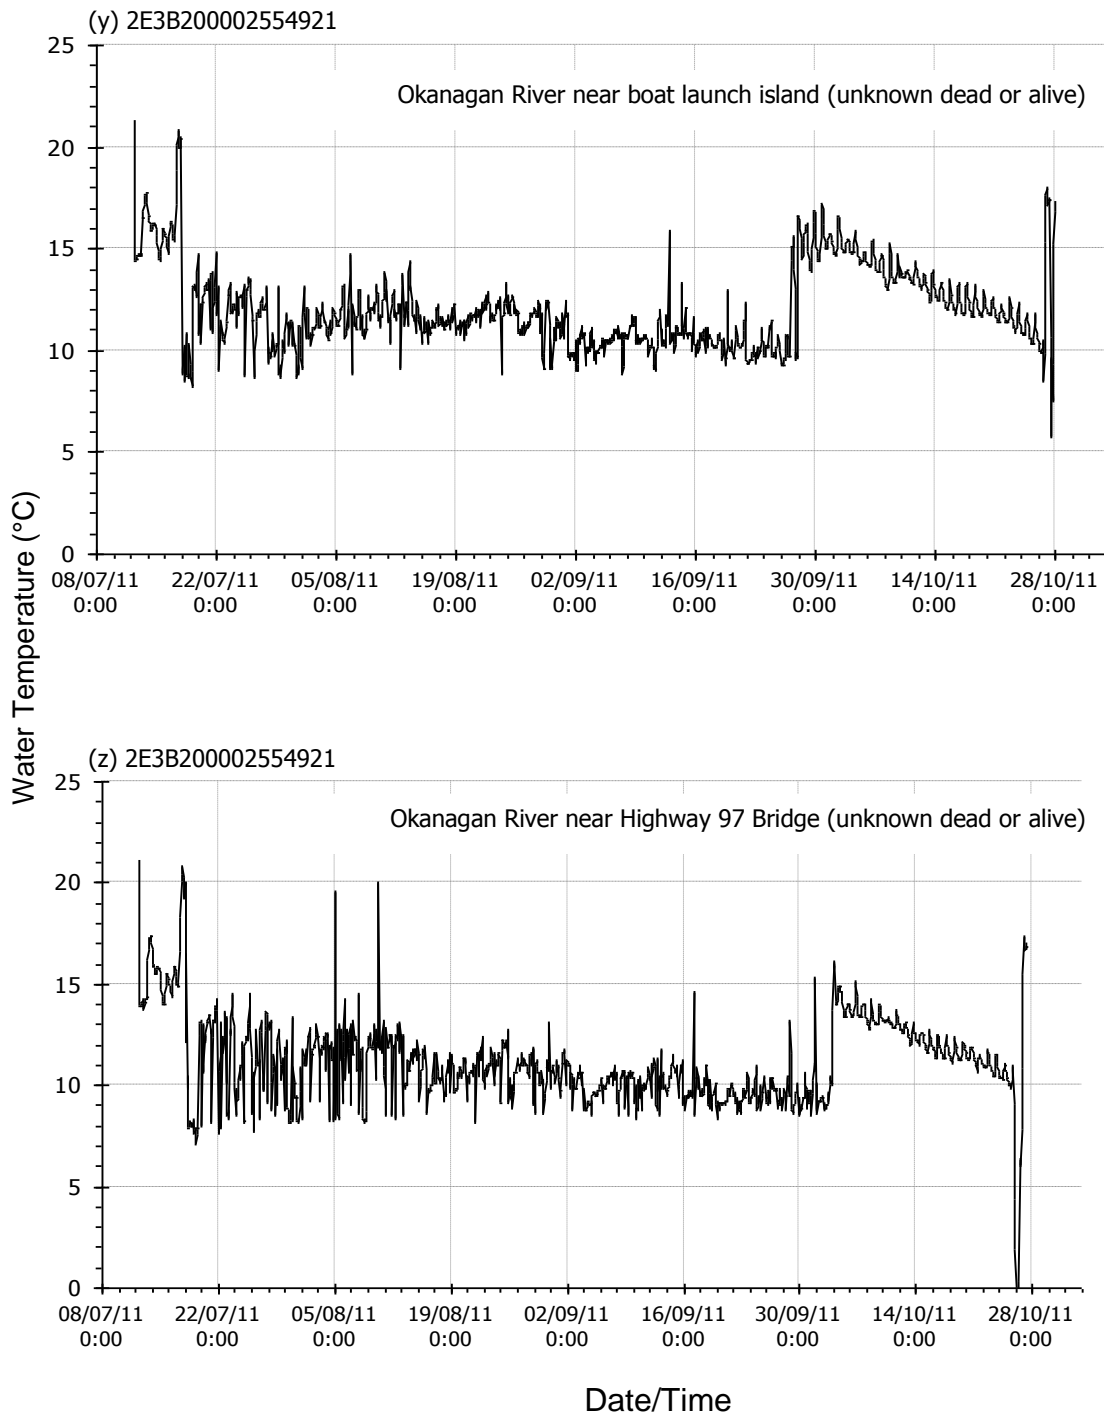 (y) 2E3B200002554921
25
Okanagan River near boat launch island (unknown dead or alive)
20
15
10
5
0
08/07/11 22/07/11 05/08/11 19/08/11 02/09/11 16/09/11 30/09/11 14/10/11 28/10/11
0:00 0:00 0:00 0:00 0:00 0:00 0:00 0:00 0:00
Water Temperature (°C)
(z) 2E3B200002554921
25
Okanagan River near Highway 97 Bridge (unknown dead or alive)
20
15
10
5
0
08/07/11 22/07/11 05/08/11 19/08/11 02/09/11 16/09/11 30/09/11 14/10/11 28/10/11
0:00 0:00 0:00 0:00 0:00 0:00 0:00 0:00 0:00
Date/Time